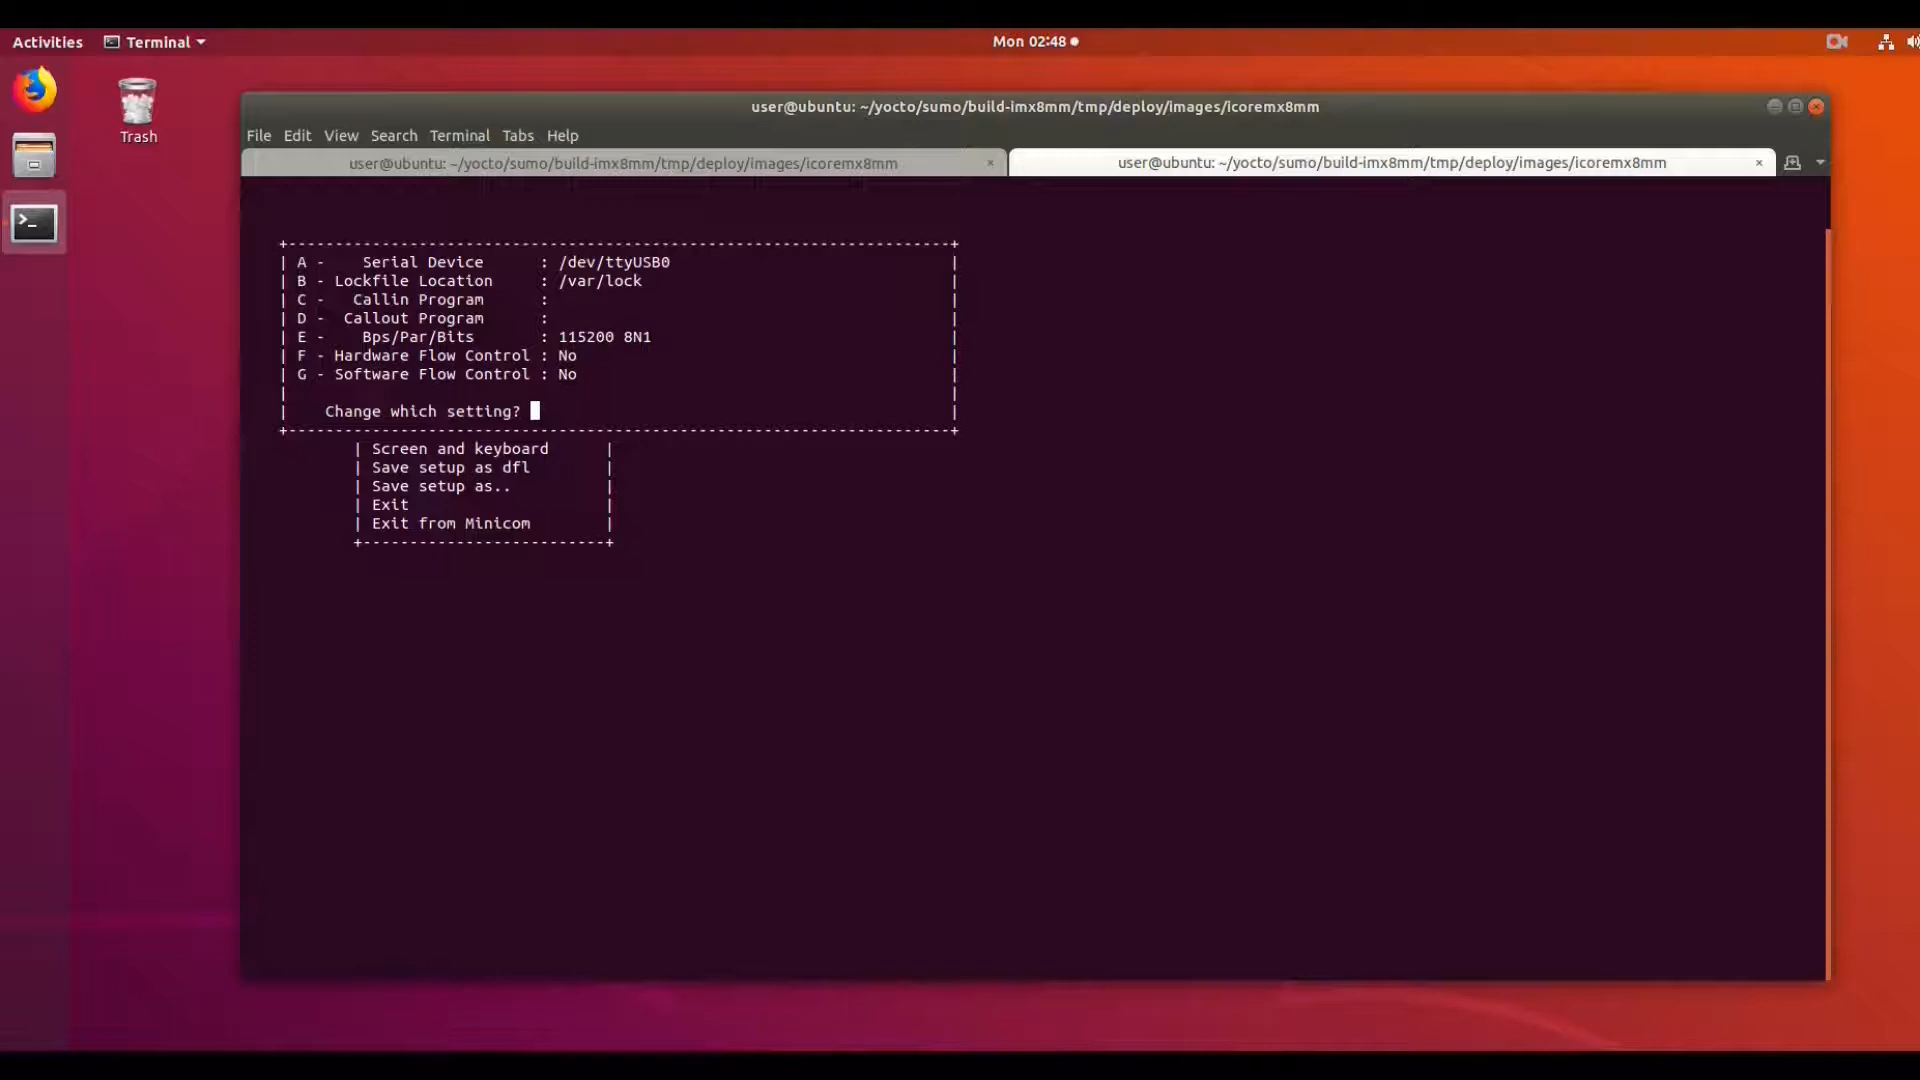 Activities Terminal Mon 02:48
Trash
user@ubuntu: ~/yocto/sumo/build-imx8mm/tmp/deploy/images/icoremx8mm
File Edit View Search Terminal Tabs Help
user@ubuntu: ~/yocto/sumo/build-imx8mm/tmp/deploy/images/icoremx8mm × user@ubuntu: ~/yocto/sumo/build-imx8mm/tmp/deploy/images/icoremx8mm ×
+-----------------------------------------------------------------------+
| A -    Serial Device      : /dev/ttyUSB0                              |
| B - Lockfile Location     : /var/lock                                 |
| C -   Callin Program      :                                           |
| D -  Callout Program      :                                           |
| E -    Bps/Par/Bits       : 115200 8N1                                |
| F - Hardware Flow Control : No                                        |
| G - Software Flow Control : No                                        |
|                                                                       |
|    Change which setting?                                              |
+-----------------------------------------------------------------------+
| Screen and keyboard      |
| Save setup as dfl        |
| Save setup as..          |
| Exit                     |
| Exit from Minicom        |
+--------------------------+